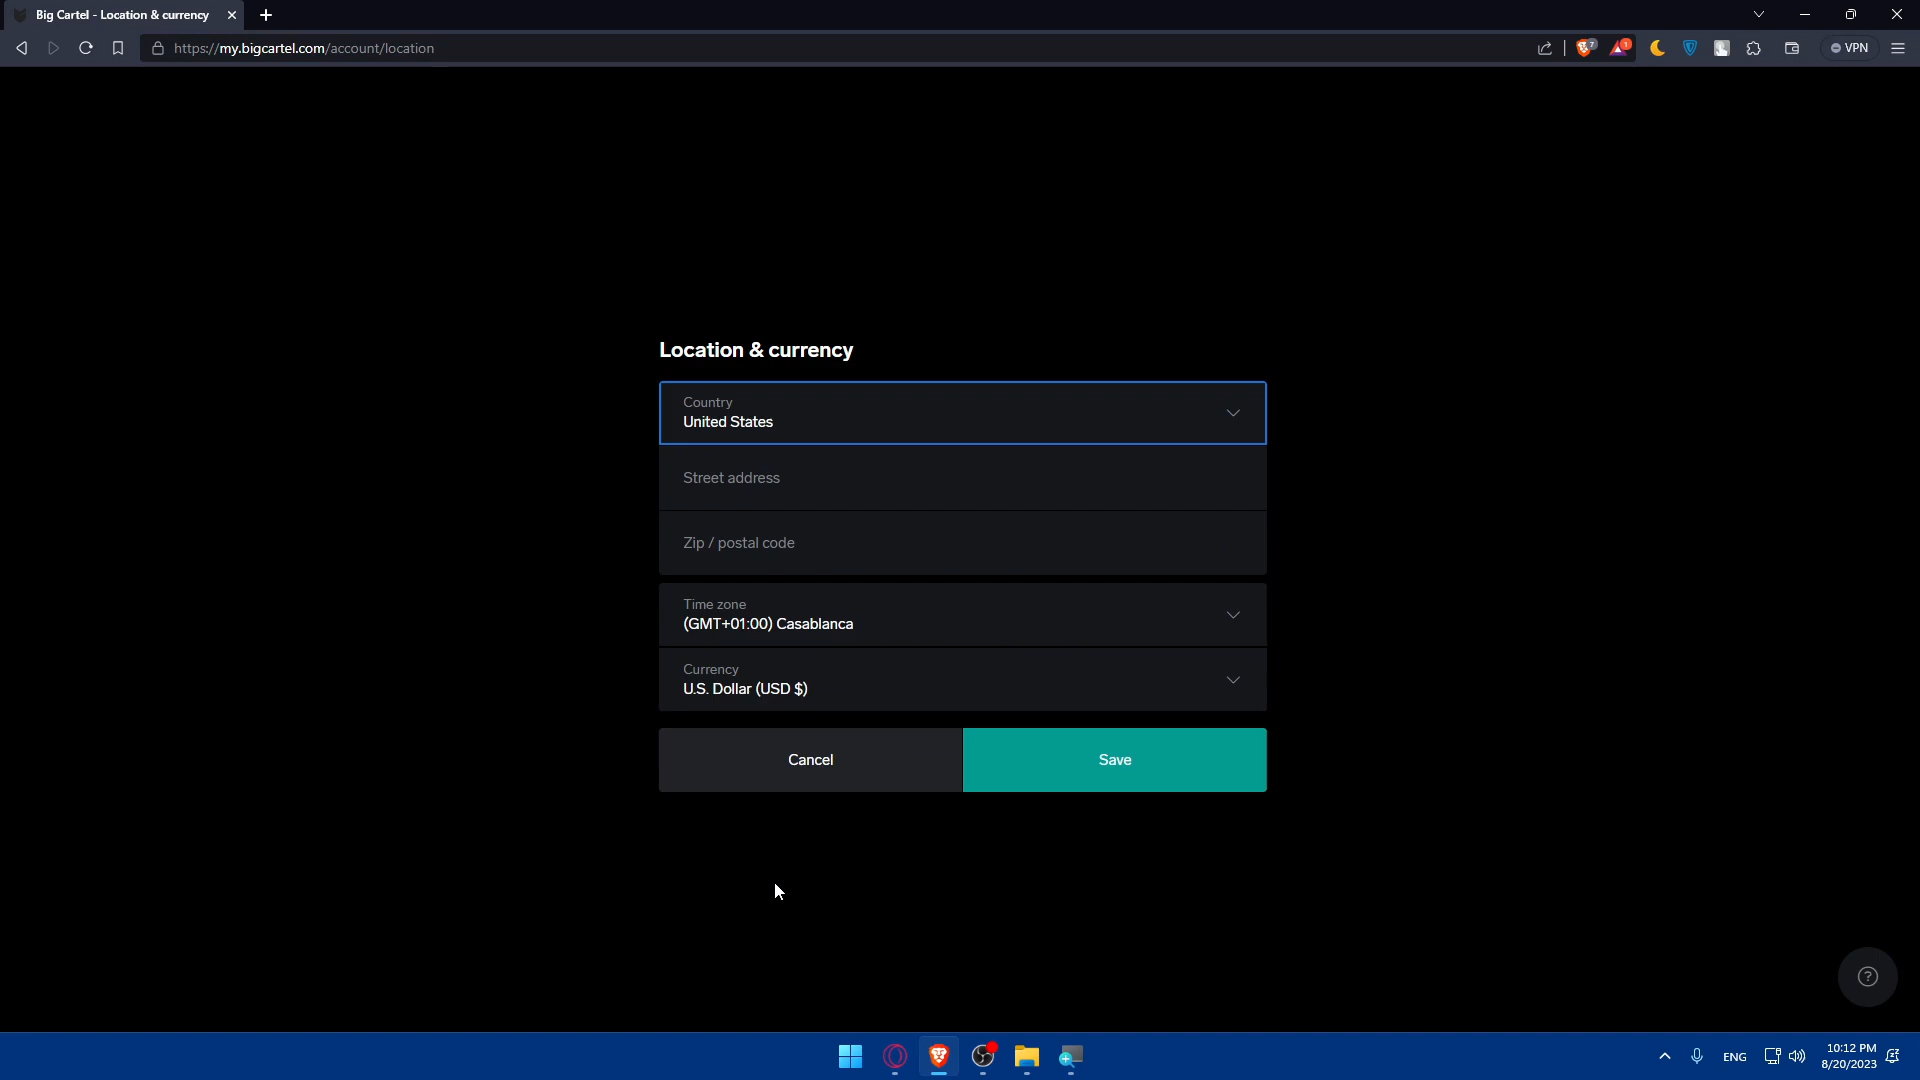 Big Cartel - Location & currency
https://my.bigcartel.com/account/location
7
1
VPN
Location & currency
Country
United States
Street address
Zip / postal code
Time zone
(GMT+01:00) Casablanca
Currency
U.S. Dollar (USD $)
Cancel
Save
?
ENG
10:12 PM
8/20/2023